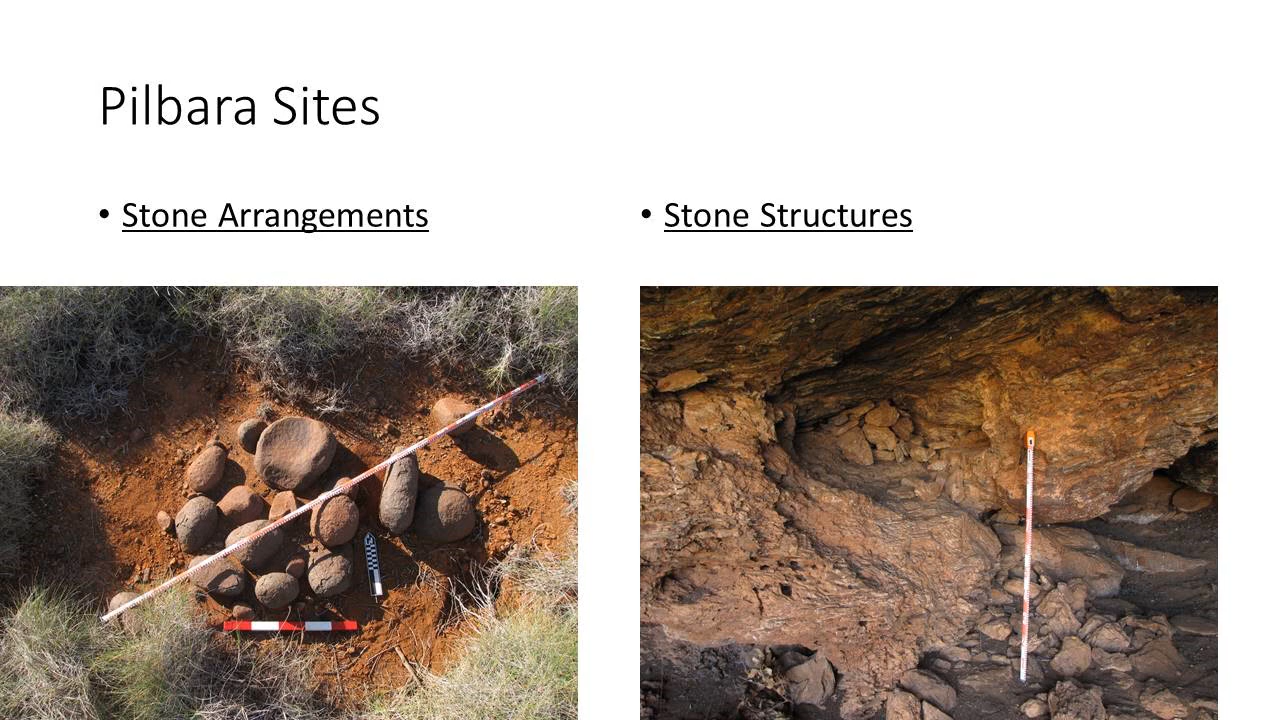 Pilbara Sites
• Stone Arrangements
• Stone Structures